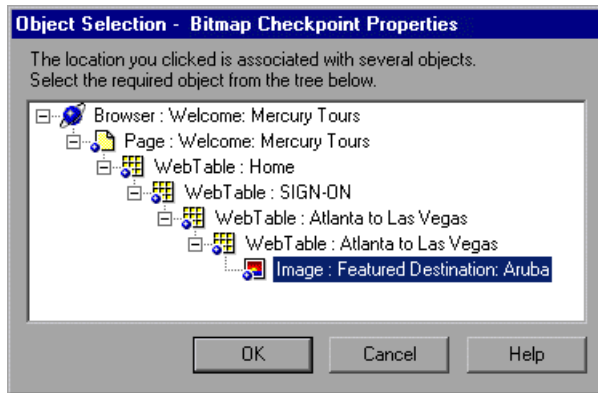 Object Selection - Bitmap Checkpoint Properties
The location you clicked is associated with several objects.
Select the required object from the tree below.
Browser : Welcome: Mercury Tours
Page : Welcome: Mercury Tours
WebTable : Home
WebTable : SIGN-ON
WebTable : Atlanta to Las Vegas
WebTable : Atlanta to Las Vegas
Image : Featured Destination: Aruba
OK Cancel Help